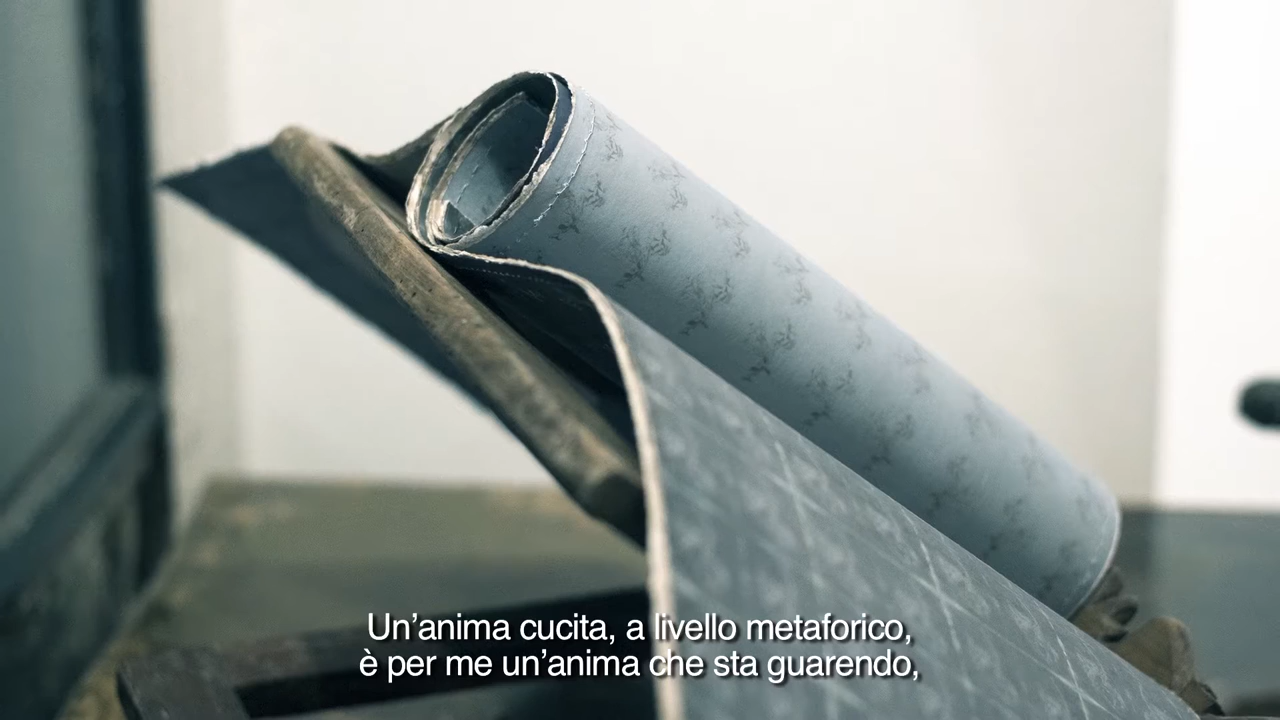 Un’anima cucita, a livello metaforico,
è per me un’anima che sta guarendo,